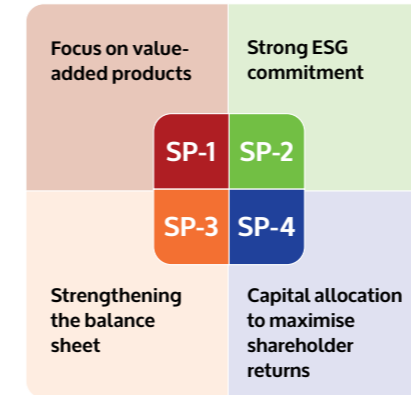 Focus on value-
added products
Strong ESG
commitment
SP-1
SP-2
SP-3
SP-4
Strengthening
the balance
sheet
Capital allocation
to maximise
shareholder
returns